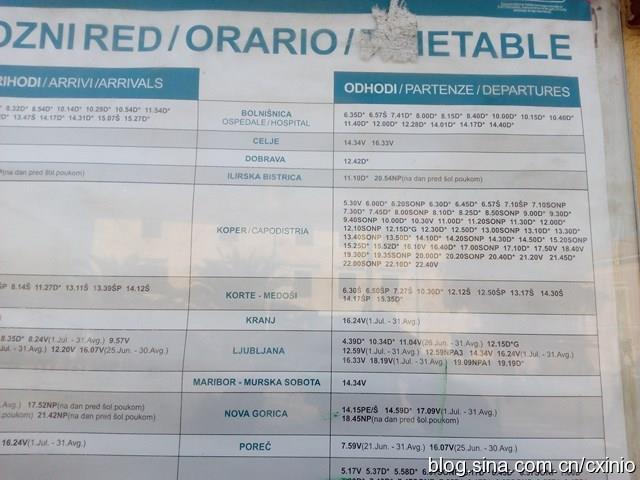 OZNI RED / ORARIO / ETABLE
RIHODI / ARRIVI / ARRIVALS
ODHODI / PARTENZE / DEPARTURES
8.32D* 8.54D* 10.14D* 10.29D* 10.54D* 11.54D*
13.47Š 14.17D* 14.31D* 15.07Š 15.27D*
BOLNIŠNICA
OSPEDALE / HOSPITAL
6.35D* 6.57Š 7.41D* 8.00D* 8.15D* 8.40D* 10.00D* 10.15D* 10.40D*
11.40D* 12.00D* 12.28D* 14.01D* 14.17D* 14.40D*
CELJE
14.34V 16.33V
DOBRAVA
12.42D*
(na dan pred šol.poukom)
ILIRSKA BISTRICA
11.10D* 20.54NP(na dan pred šol.poukom)
KOPER / CAPODISTRIA
5.30V 6.00D* 6.20SONP 6.30D* 6.45D* 6.57Š 7.10ŠP 7.10SONP
7.30D* 7.45D* 8.00SONP 8.10D* 8.25D* 8.50SONP 9.00D* 9.30D*
9.40SONP 10.00D* 10.30V 11.00D* 11.20SONP 11.30D* 12.00D*
12.10SONP 12.15D*G 12.30D* 12.50D* 13.00SONP 13.10D* 13.30D*
13.40SONP 13.50D* 14.10D* 14.20SONP 14.30D* 14.50D* 15.20SONP
15.25D* 15.52D* 16.10V 16.40D* 17.00SONP 17.10D* 17.50V 18.40V
19.30D* 19.35SONP 20.00D* 20.20SONP 20.40D* 21.20V 21.45D*
22.00SONP 22.10D* 22.40V
8.14Š 11.27D* 13.11Š 13.39ŠP 14.12Š
KORTE - MEDOŠI
6.30Š 6.50ŠP 7.27Š 10.30D* 12.12Š 12.50ŠP 13.17Š 14.30Š
14.17ŠP 15.35D*
KRANJ
16.24V(1.Jul. - 31.Avg.)
8.35D* 8.24V(1.Jul. - 31.Avg.) 9.57V
12.20V 16.07V(25.Jun. - 30.Avg.)
LJUBLJANA
4.39D* 10.34D* 11.04V(26.Jun. - 31.Avg.) 12.15D*G
12.59V(1.Jul. - 31.Avg.) 12.59NPA3 14.34V 16.24V(1.Jul. - 31.Avg.)
16.33V 18.19V(1.Jul. - 31.Avg.) 19.09NPA1 19.19D*
MARIBOR - MURSKA SOBOTA
14.34V
17.52NP(na dan pred šol.poukom)
21.42NP(na dan pred šol.poukom)
NOVA GORICA
14.15PE/Š 14.59D* 17.09V(1.Jul. - 31.Avg.)
18.45NP(na dan pred šol.poukom)
16.24V(1.Jul. - 31.Avg.)
POREČ
7.59V(21.Jun. - 31.Avg.) 16.07V(25.Jun. - 30.Avg.)
5.17V 5.37D* 5.58D*
blog.sina.com.cn/cxinio